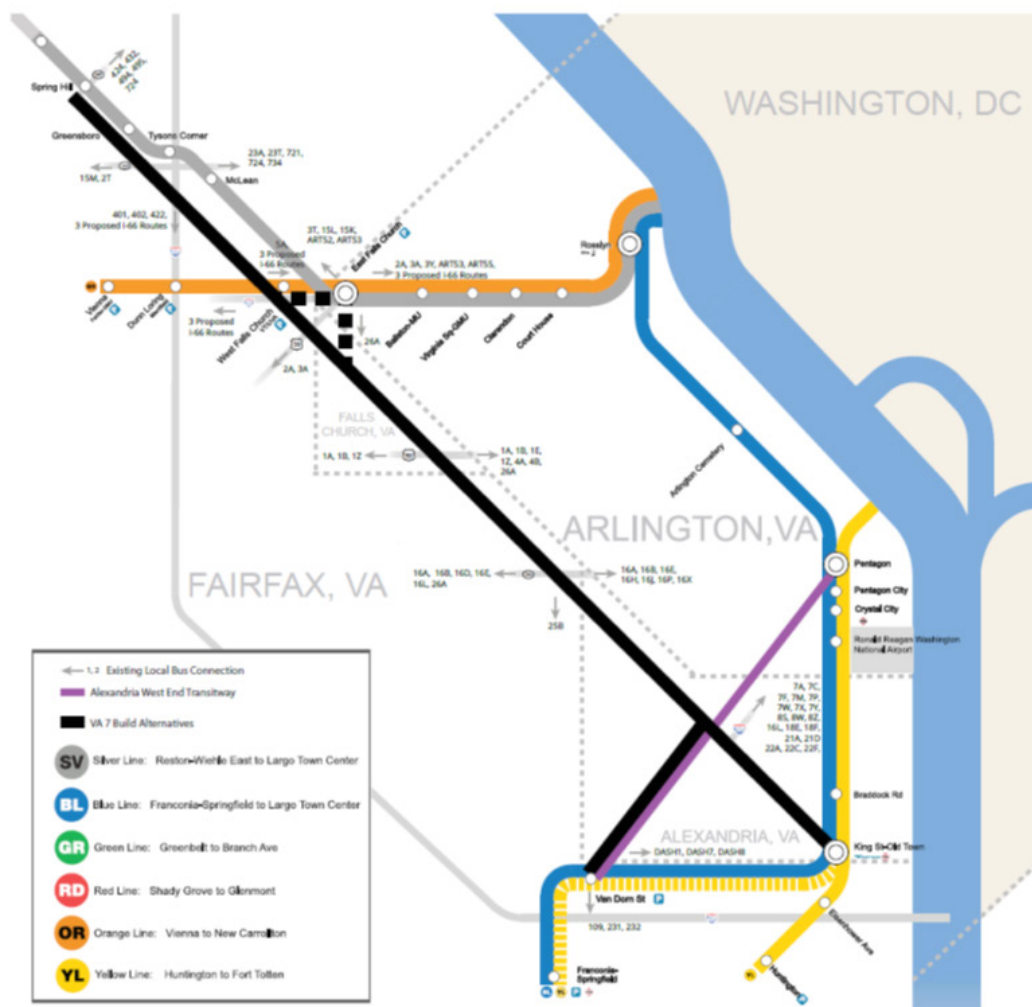 424, 432,
494, 495,
724
Spring Hill
WASHINGTON, DC
Greensboro
Tysons Corner
23A, 23T, 721,
724, 734
15M, 2T
McLean
401, 402, 422,
3 Proposed I-66 Routes
3T, 15L, 15K,
ART52, ART53
East Falls Church
P
5A,
3 Proposed
I-66 Routes
2A, 3A, 3Y, ART53, ART55,
3 Proposed I-66 Routes
Rosslyn
OR
Vienna
P
Dunn Loring
P
West Falls Church
P
3 Proposed
I-66 Routes
26A
Ballston-MU
Virginia Sq-GMU
Clarendon
Court House
2A, 3A
FALLS
CHURCH, VA
1A, 1B, 1Z
1A, 1B, 1E,
1Z, 4A, 4B,
26A
Arlington Cemetery
ARLINGTON,VA
Pentagon
FAIRFAX, VA
16A, 16B, 16D, 16E,
16L, 26A
16A, 16B, 16E,
16H, 16J, 16P, 16X
Pentagon City
Crystal City
25B
Ronald Reagan Washington
National Airport
1, 2 Existing Local Bus Connection
Alexandria West End Transitway
VA 7 Build Alternatives
SV Silver Line: Reston-Wiehle East to Largo Town Center
BL Blue Line: Franconia-Springfield to Largo Town Center
GR Green Line: Greenbelt to Branch Ave
RD Red Line: Shady Grove to Glenmont
OR Orange Line: Vienna to New Carrollton
YL Yellow Line: Huntington to Fort Totten
7A, 7C,
7F, 7M, 7P,
7W, 7X, 7Y,
8S, 8W, 8Z,
16L, 18E, 18F,
21A, 21D
22A, 22C, 22F,
Braddock Rd
ALEXANDRIA, VA
DASH1, DASH7, DASH8
King St-Old Town
Van Dorn St P
109, 231, 232
Eisenhower Ave
Franconia-
Springfield
BL YL P
YL
Huntington
P